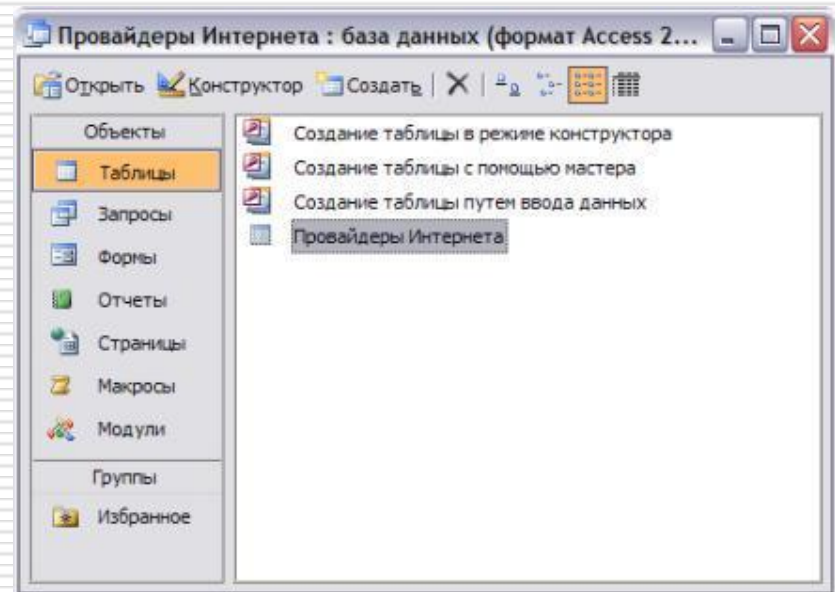 Провайдеры Интернета : база данных (формат Access 2...
Открыть Конструктор Создать
Объекты
Таблицы
Запросы
Формы
Отчеты
Страницы
Макросы
Модули
Группы
Избранное
Создание таблицы в режиме конструктора
Создание таблицы с помощью мастера
Создание таблицы путем ввода данных
Провайдеры Интернета